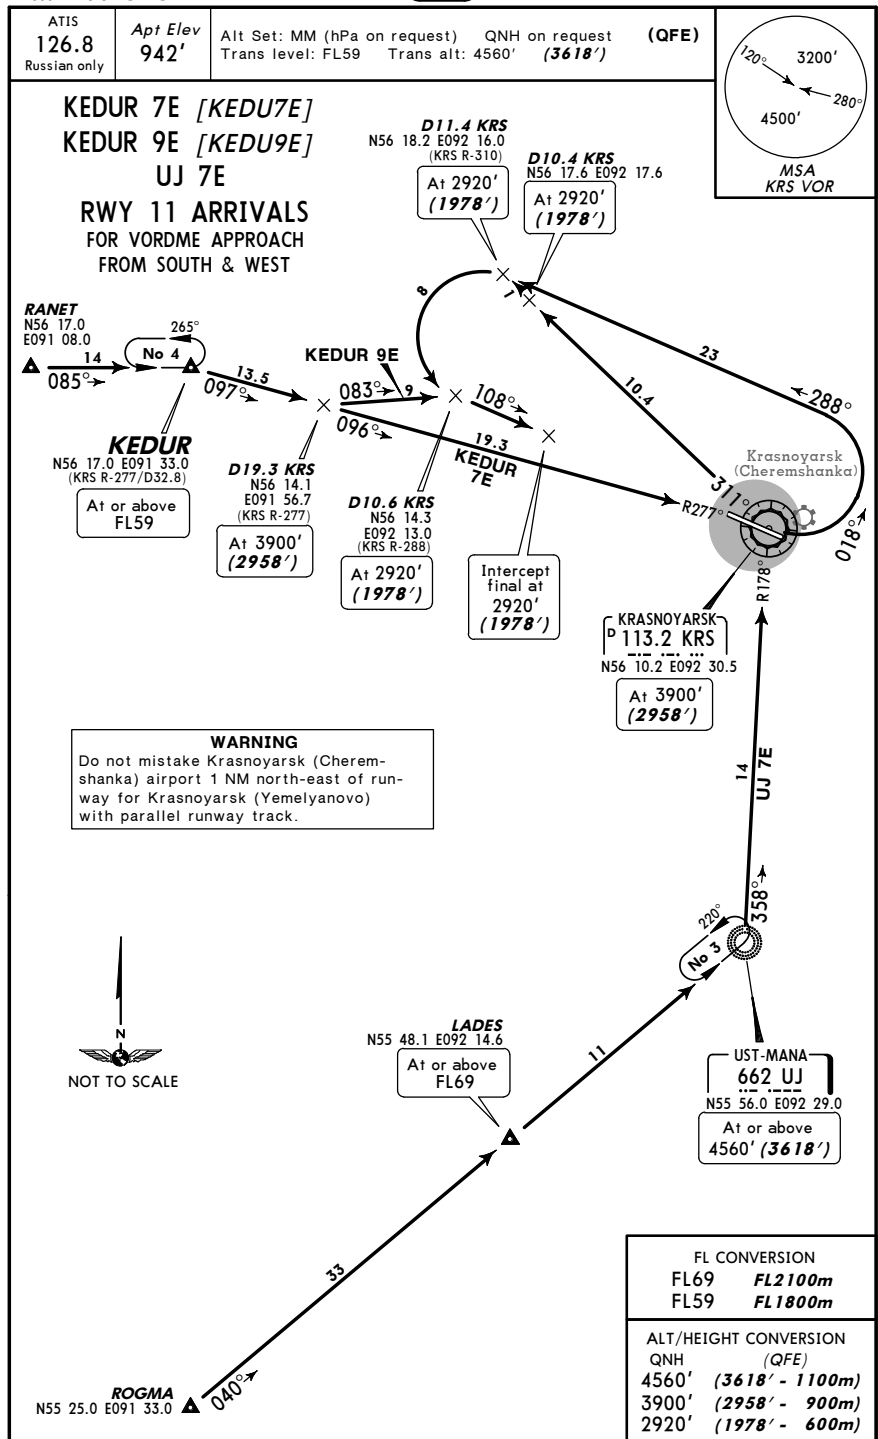 ATIS
126.8
Russian only
Apt Elev
942'
Alt Set: MM (hPa on request) QNH on request (QFE)
Trans level: FL59 Trans alt: 4560' (3618')
120°
3200'
280°
4500'
MSA
KRS VOR
KEDUR 7E [KEDU7E]
KEDUR 9E [KEDU9E]
UJ 7E
RWY 11 ARRIVALS
FOR VORDME APPROACH
FROM SOUTH & WEST
D11.4 KRS
N56 18.2 E092 16.0
(KRS R-310)
At 2920'
(1978')
D10.4 KRS
N56 17.6 E092 17.6
At 2920'
(1978')
RANET
N56 17.0
E091 08.0
14
085°
265°
No 4
KEDUR
N56 17.0 E091 33.0
(KRS R-277/D32.8)
At or above
FL59
13.5
097°
KEDUR 9E
083°
9
8
1
23
10.4
288°
108°
096°
19.3
KEDUR
7E
D19.3 KRS
N56 14.1
E091 56.7
(KRS R-277)
At 3900'
(2958')
D10.6 KRS
N56 14.3
E092 13.0
(KRS R-288)
At 2920'
(1978')
Intercept
final at
2920'
(1978')
Krasnoyarsk
(Cheremshanka)
311°
R277°
018°
R178°
KRASNOYARSK
D 113.2 KRS
N56 10.2 E092 30.5
At 3900'
(2958')
WARNING
Do not mistake Krasnoyarsk (Cherem-
shanka) airport 1 NM north-east of run-
way for Krasnoyarsk (Yemelyanovo)
with parallel runway track.
14
UJ 7E
358°
220°
No 3
N
NOT TO SCALE
LADES
N55 48.1 E092 14.6
At or above
FL69
11
UST-MANA
662 UJ
N55 56.0 E092 29.0
At or above
4560' (3618')
33
ROGMA
N55 25.0 E091 33.0
040°
FL CONVERSION
FL69 FL2100m
FL59 FL1800m
ALT/HEIGHT CONVERSION
QNH (QFE)
4560' (3618' - 1100m)
3900' (2958' - 900m)
2920' (1978' - 600m)